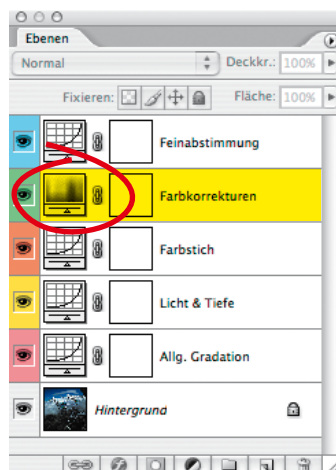 Ebenen
Normal Deckkr.: 100%
Fixieren: Fläche: 100%
Feinabstimmung
Farbkorrekturen
Farbstich
Licht & Tiefe
Allg. Gradation
Hintergrund